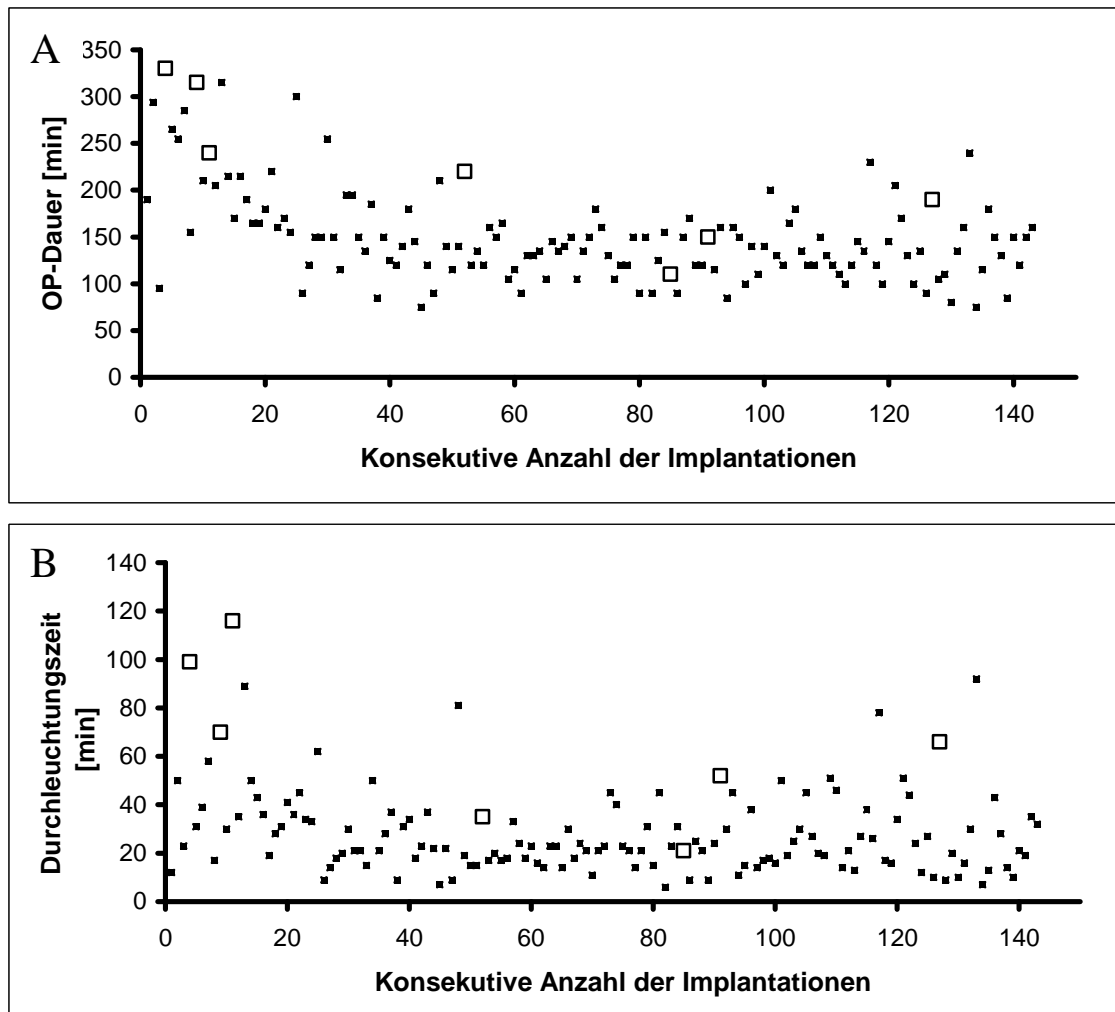 A
OP-Dauer [min]
350
300
250
200
150
100
50
0
0 20 40 60 80 100 120 140
Konsekutive Anzahl der Implantationen
B
Durchleuchtungszeit
[min]
140
120
100
80
60
40
20
0
0 20 40 60 80 100 120 140
Konsekutive Anzahl der Implantationen